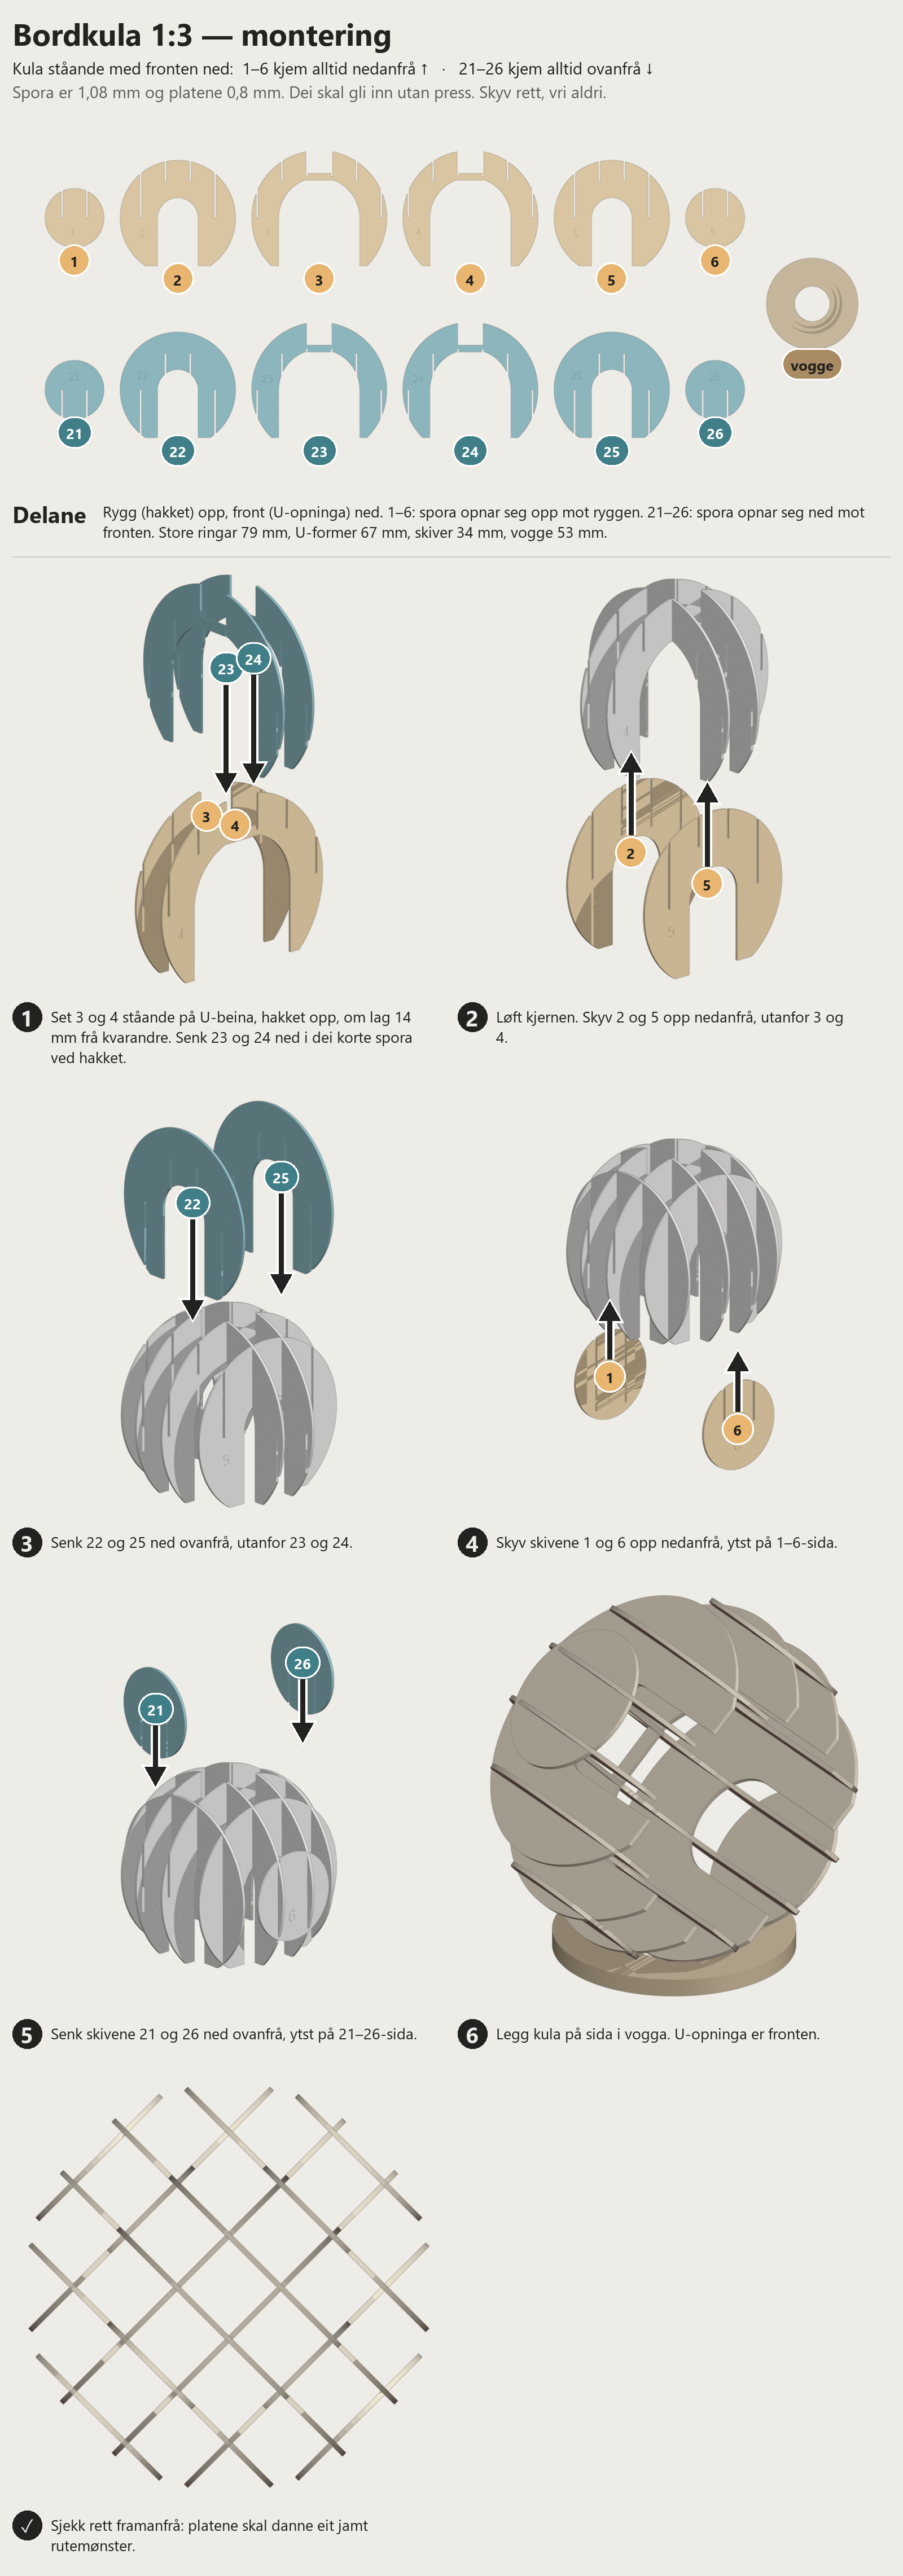 Bordkula 1:3 — montering
Kula ståande med fronten ned: 1–6 kjem alltid nedanfrå ↑ · 21–26 kjem alltid ovanfrå ↓
Spora er 1,08 mm og platene 0,8 mm. Dei skal gli inn utan press. Skyv rett, vri aldri.
1 2 3 4 5 6
vogge
21 22 23 24 25 26
Delane
Rygg (hakket) opp, front (U-opninga) ned. 1–6: spora opnar seg opp mot ryggen. 21–26: spora opnar seg ned mot
fronten. Store ringar 79 mm, U-former 67 mm, skiver 34 mm, vogge 53 mm.
23 24
3 4
4
2 5
4
5
1 Set 3 og 4 ståande på U-beina, hakket opp, om lag 14
mm frå kvarandre. Senk 23 og 24 ned i dei korte spora
ved hakket.
2 Løft kjernen. Skyv 2 og 5 opp nedanfrå, utanfor 3 og
4.
22 25
5
1 6
3 Senk 22 og 25 ned ovanfrå, utanfor 23 og 24.
4 Skyv skivene 1 og 6 opp nedanfrå, ytst på 1–6-sida.
21 26
6
5 Senk skivene 21 og 26 ned ovanfrå, ytst på 21–26-sida.
6 Legg kula på sida i vogga. U-opninga er fronten.
✓ Sjekk rett framanfrå: platene skal danne eit jamt
rutemønster.